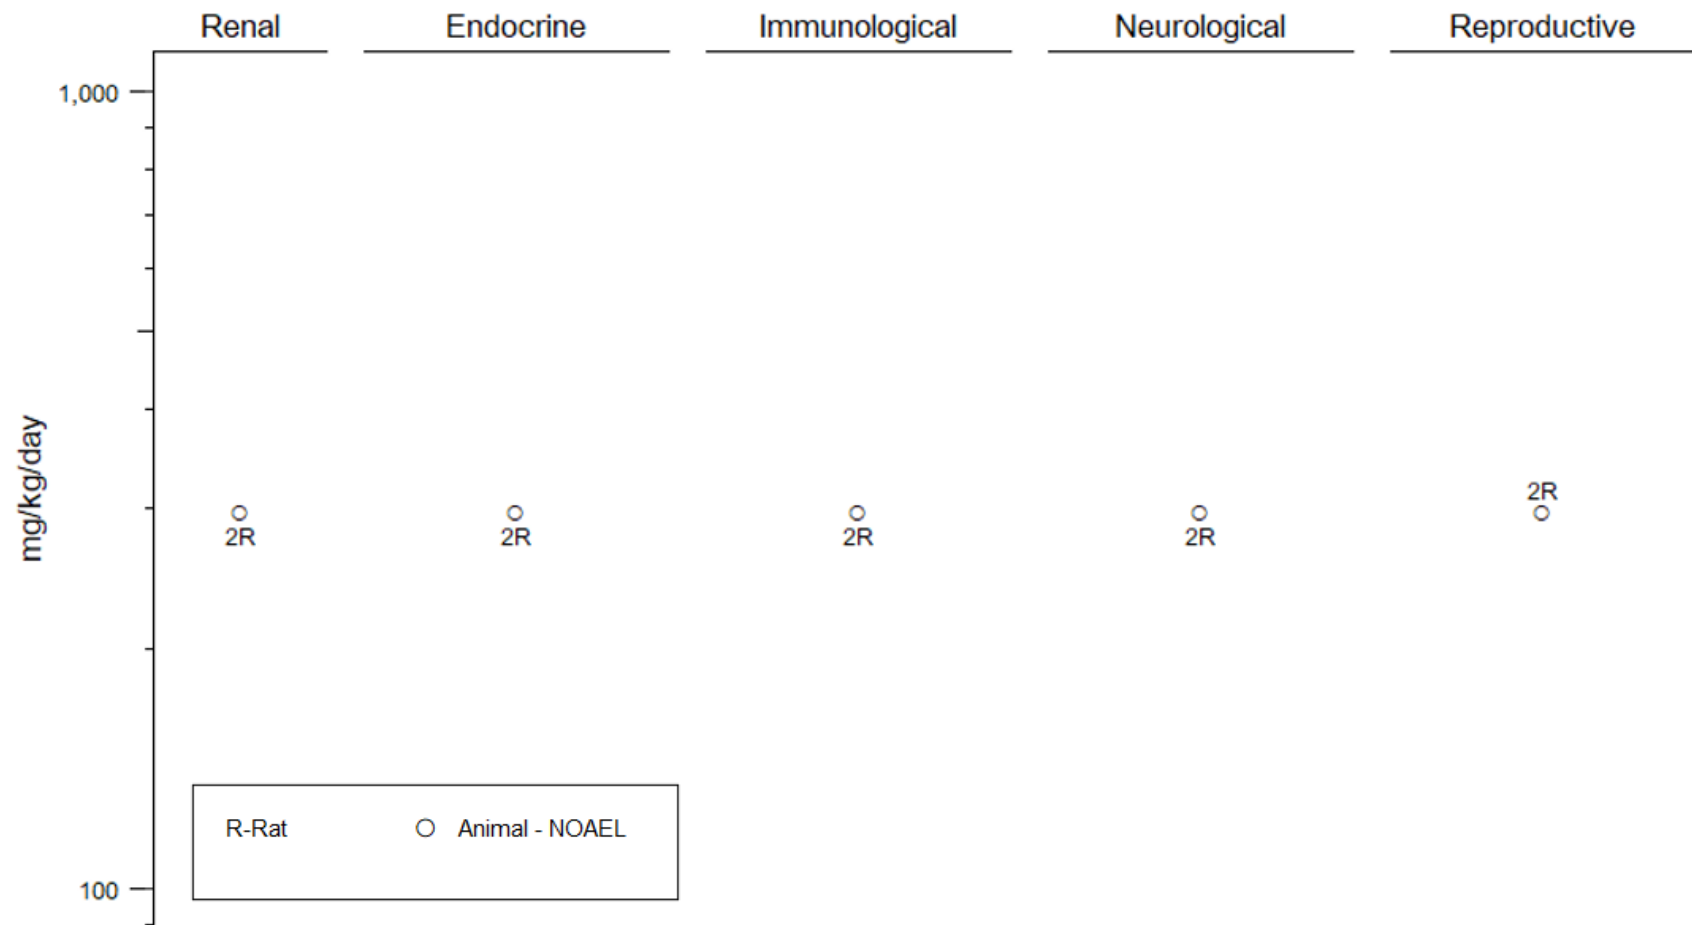 Renal Endocrine Immunological Neurological Reproductive
1,000
mg/kg/day
2R
2R 2R 2R 2R
R-Rat Animal - NOAEL
100